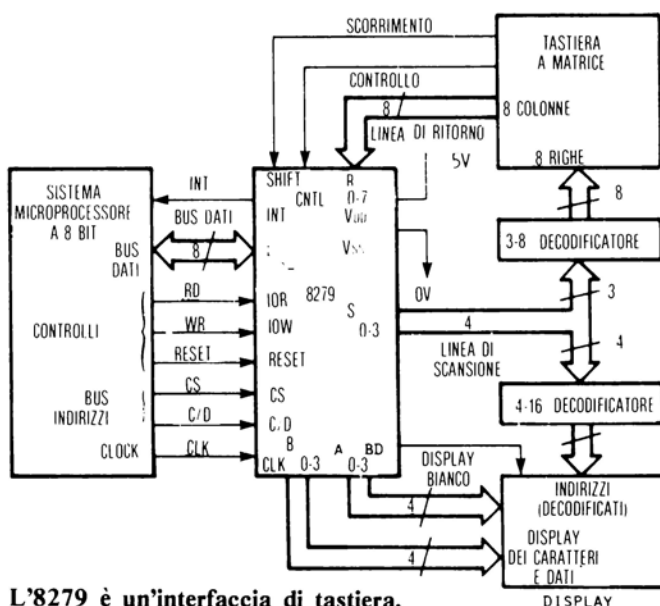 SCORRIMENTO
TASTIERA
A MATRICE
CONTROLLO
8
8 COLONNE
LINEA DI RITORNO
5V
8 RIGHE
SISTEMA
MICROPROCESSORE
A 8 BIT
BUS
DATI
CONTROLLI
BUS
INDIRIZZI
CLOCK
INT
BUS DATI
8
RD
WR
RESET
CS
C/D
CLK
SHIFT
CNTL
R
0-7
INT
VDD
VSS
IOR
8279
IOW
S
0-3
RESET
CS
C/D
B
A
BD
CLK
0-3
0-3
0V
4
LINEA DI
SCANSIONE
8
3-8 DECODIFICATORE
3
4
4-16 DECODIFICATORE
DISPLAY
BIANCO
4
4
INDIRIZZI
(DECODIFICATI)
DISPLAY
DEI CARATTERI
E DATI
L'8279 è un'interfaccia di tastiera.
DISPLAY